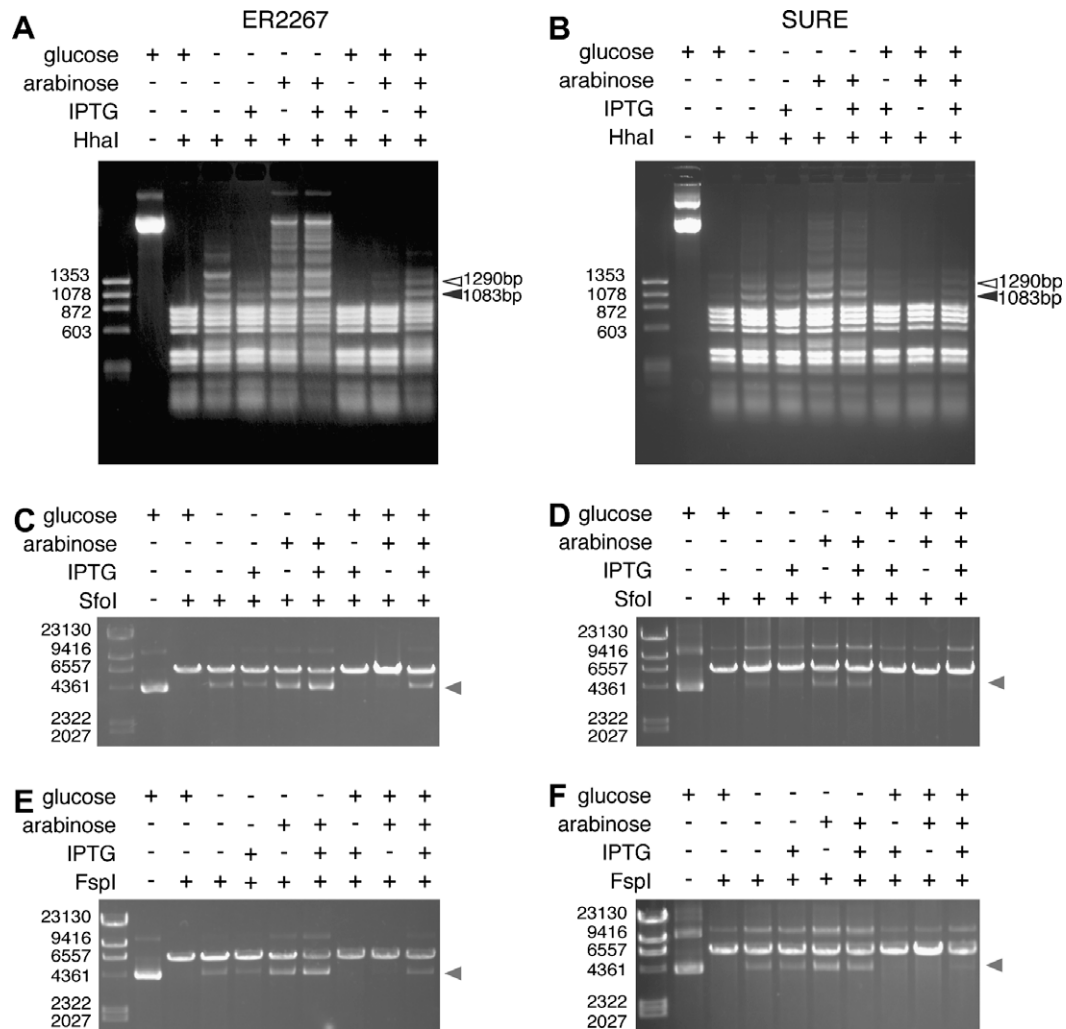 A ER2267
glucose + + - - - - + + +
arabinose - - - - + + - + +
IPTG - - - + - + + - +
HhaI - + + + + + + + +
1353
1078
872
603
1290bp
1083bp
B SURE
glucose + + - - - - + + +
arabinose - - - - + + - + +
IPTG - - - + - + + - +
HhaI - + + + + + + + +
1353
1078
872
603
1290bp
1083bp
C glucose + + - - - - + + +
arabinose - - - - + + - + +
IPTG - - - + - + + - +
SfoI - + + + + + + + +
23130
9416
6557
4361
2322
2027
D glucose + + - - - - + + +
arabinose - - - - + + - + +
IPTG - - - + - + + - +
SfoI - + + + + + + + +
23130
9416
6557
4361
2322
2027
E glucose + + - - - - + + +
arabinose - - - - + + - + +
IPTG - - - + - + + - +
FspI - + + + + + + + +
23130
9416
6557
4361
2322
2027
F glucose + + - - - - + + +
arabinose - - - - + + - + +
IPTG - - - + - + + - +
FspI - + + + + + + + +
23130
9416
6557
4361
2322
2027